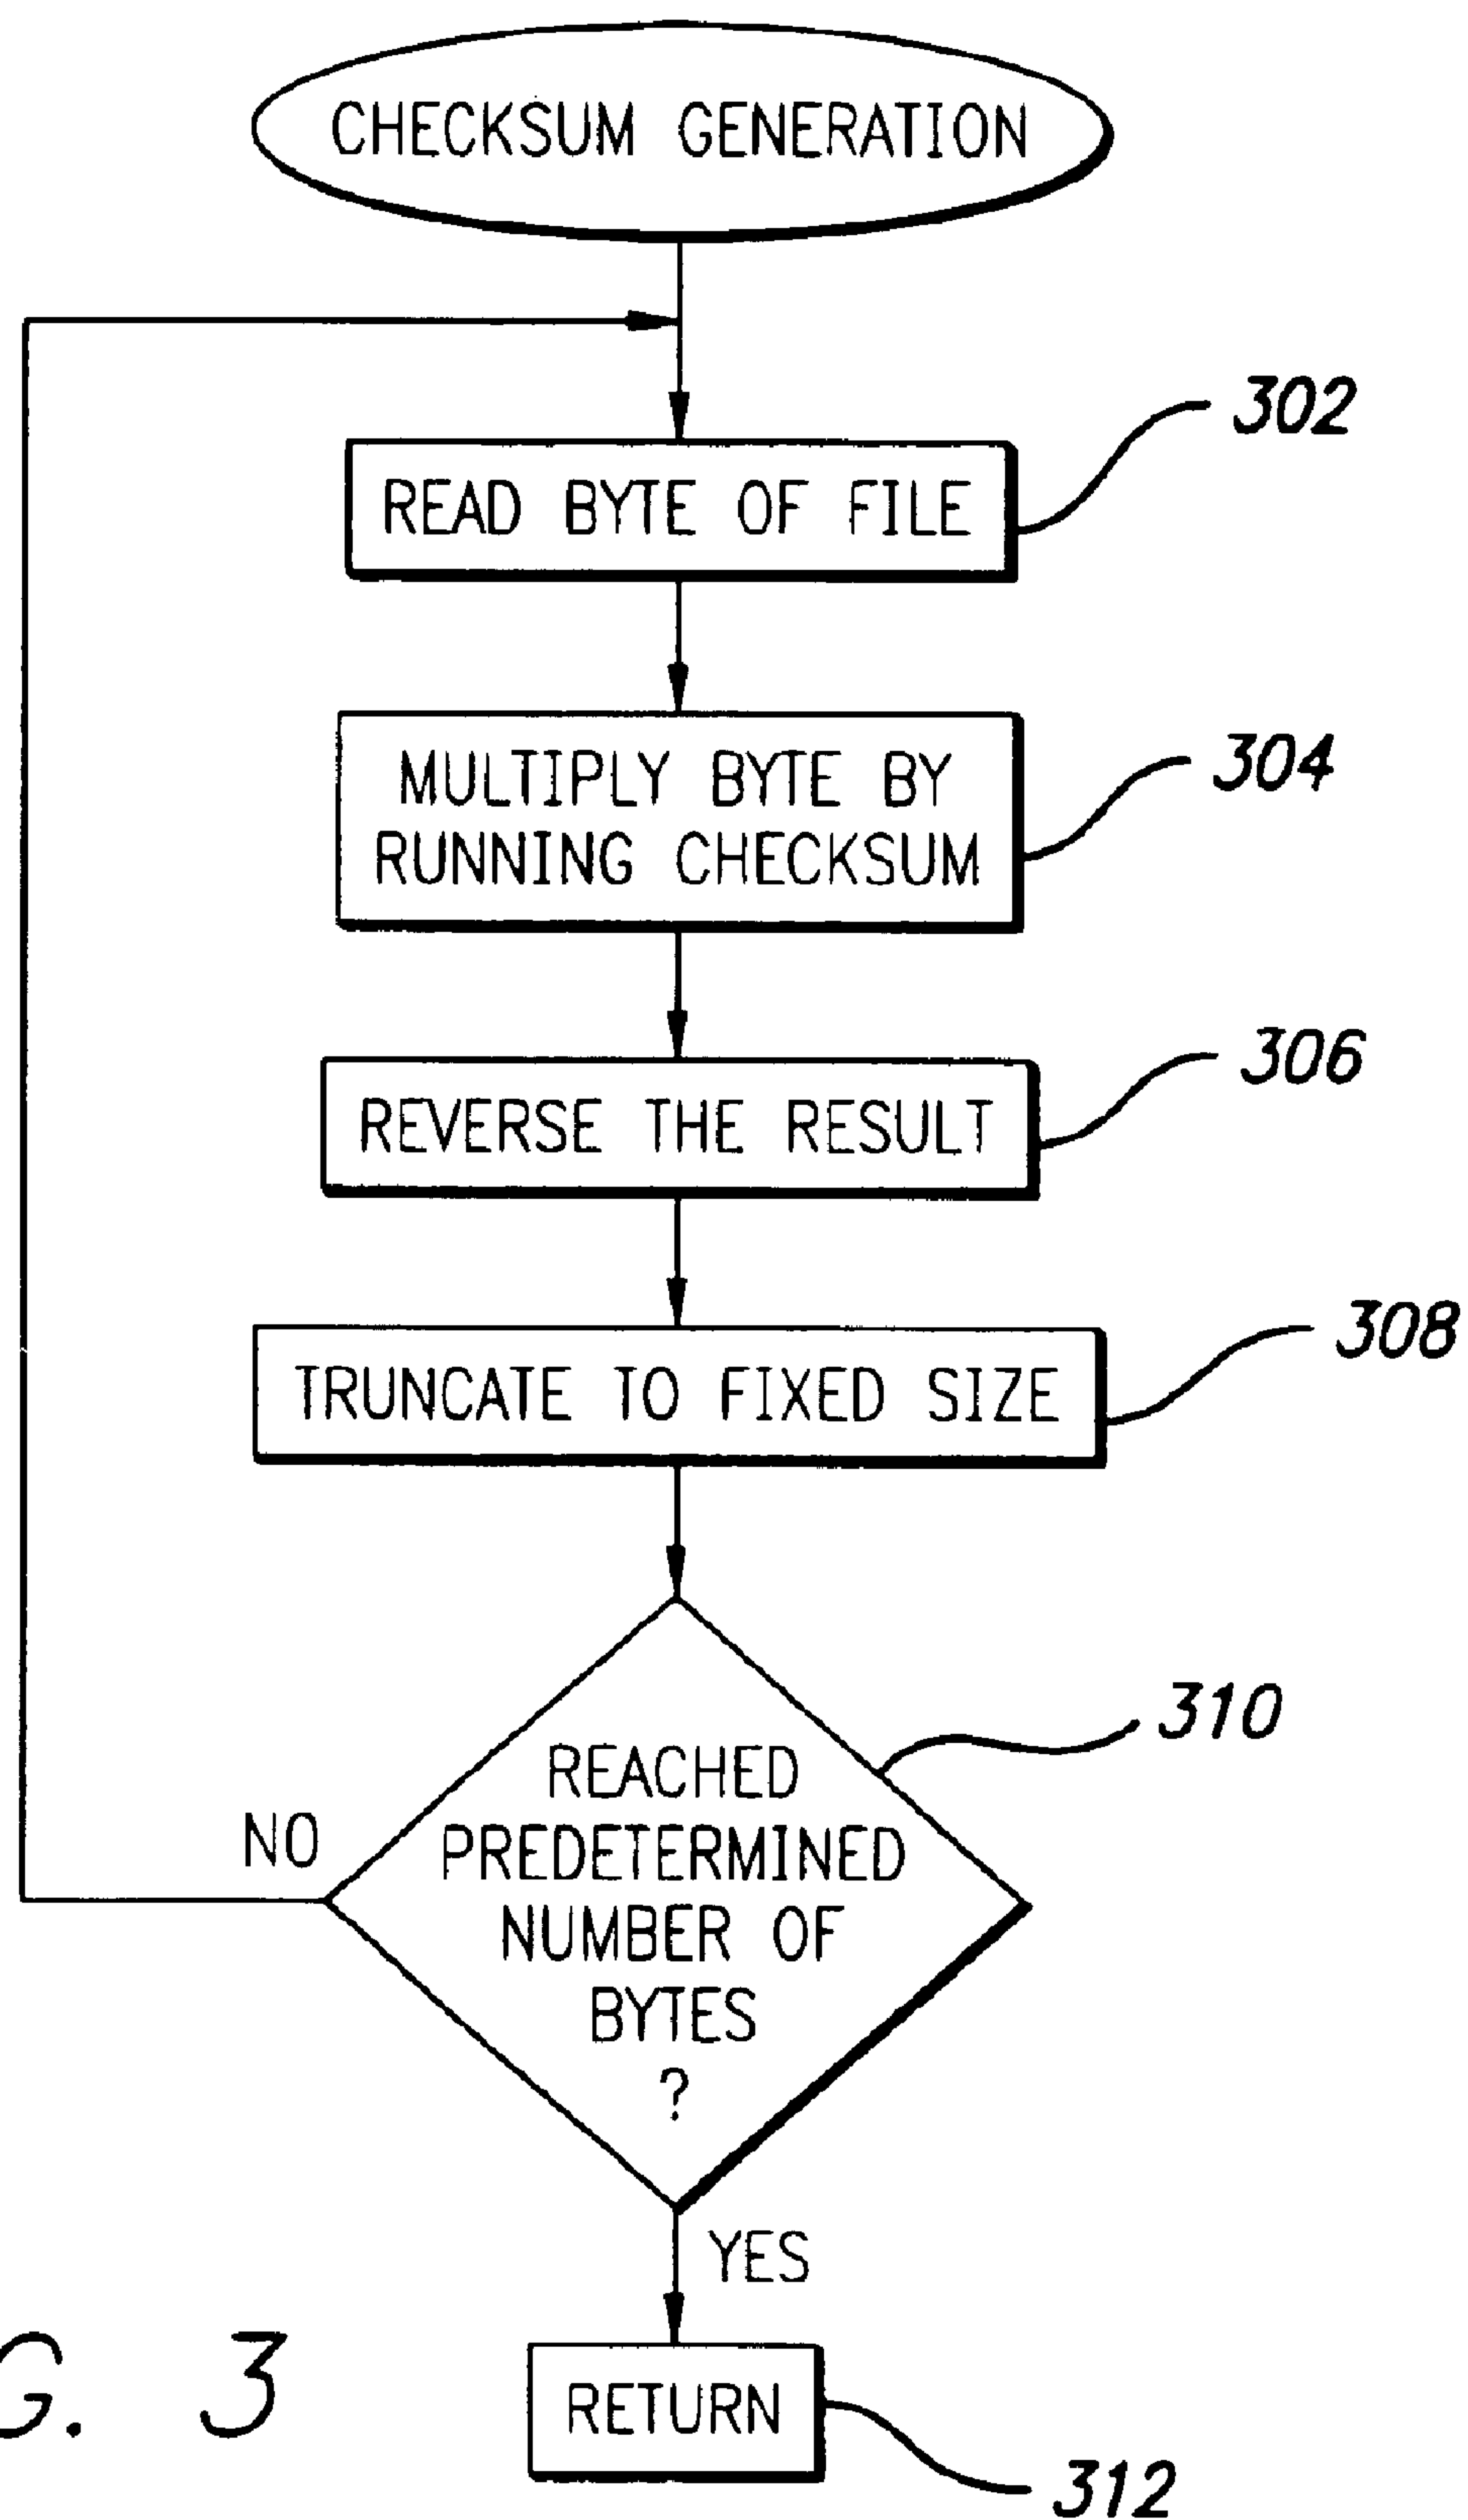 CHECKSUM GENERATION
302
READ BYTE OF FILE
304
MULTIPLY BYTE BY
RUNNING CHECKSUM
306
REVERSE THE RESULT
308
TRUNCATE TO FIXED SIZE
310
REACHED
PREDETERMINED
NUMBER OF
BYTES
?
NO
YES
RETURN
312
G. 3